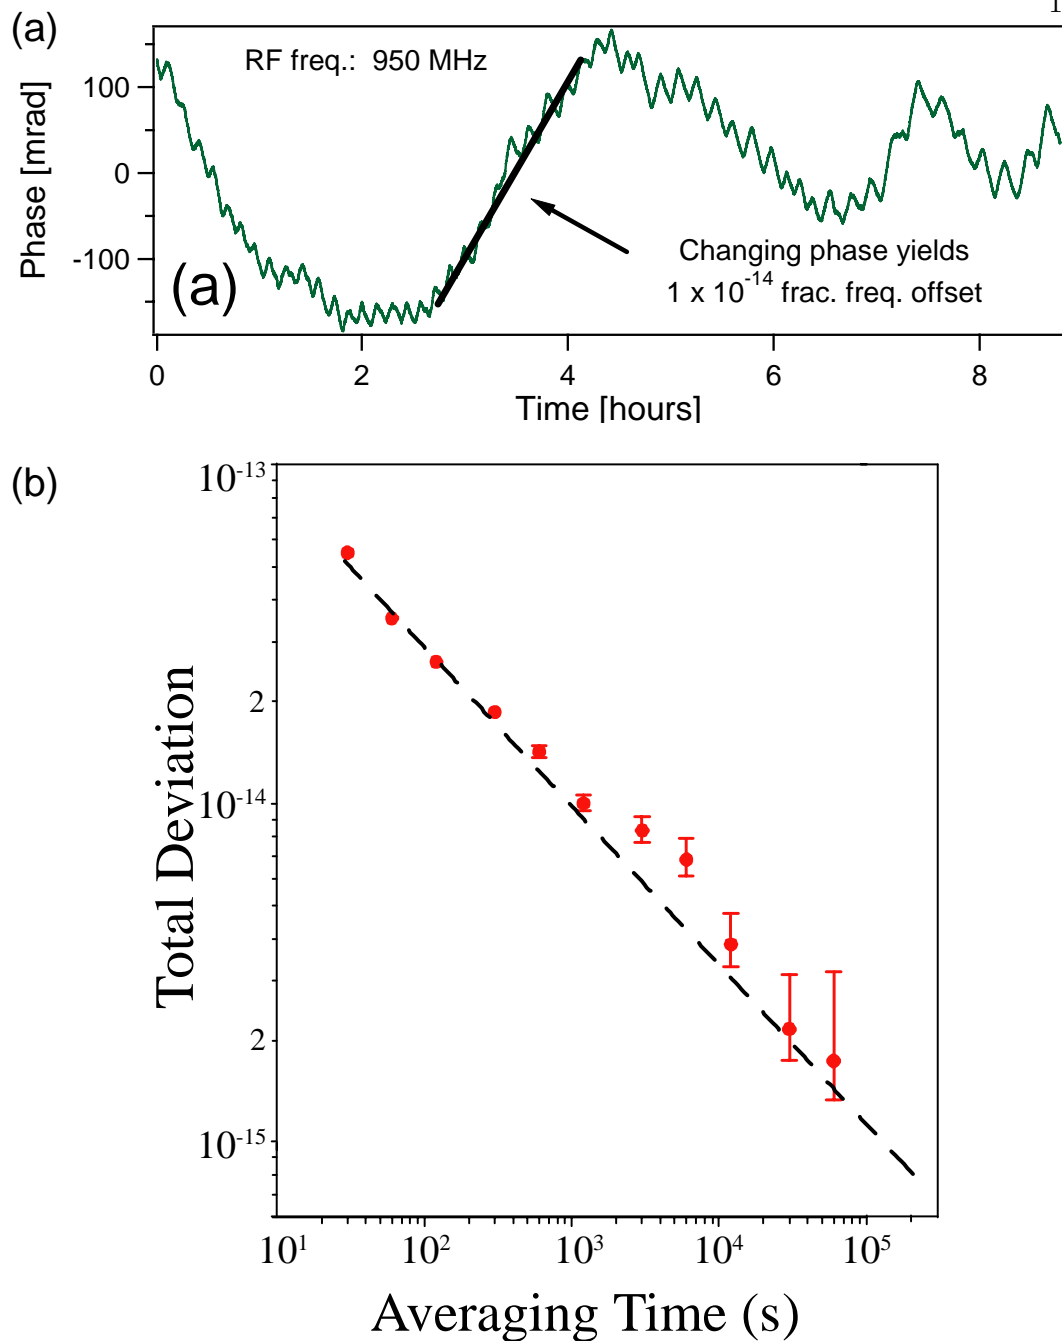 1
(a)
RF freq.: 950 MHz
Phase [mrad]
100
0
-100
(a)
Changing phase yields
1 x 10-14 frac. freq. offset
0
2
4
6
8
Time [hours]
(b)
10-13
2
10-14
2
10-15
Total Deviation
101
102
103
104
105
Averaging Time (s)